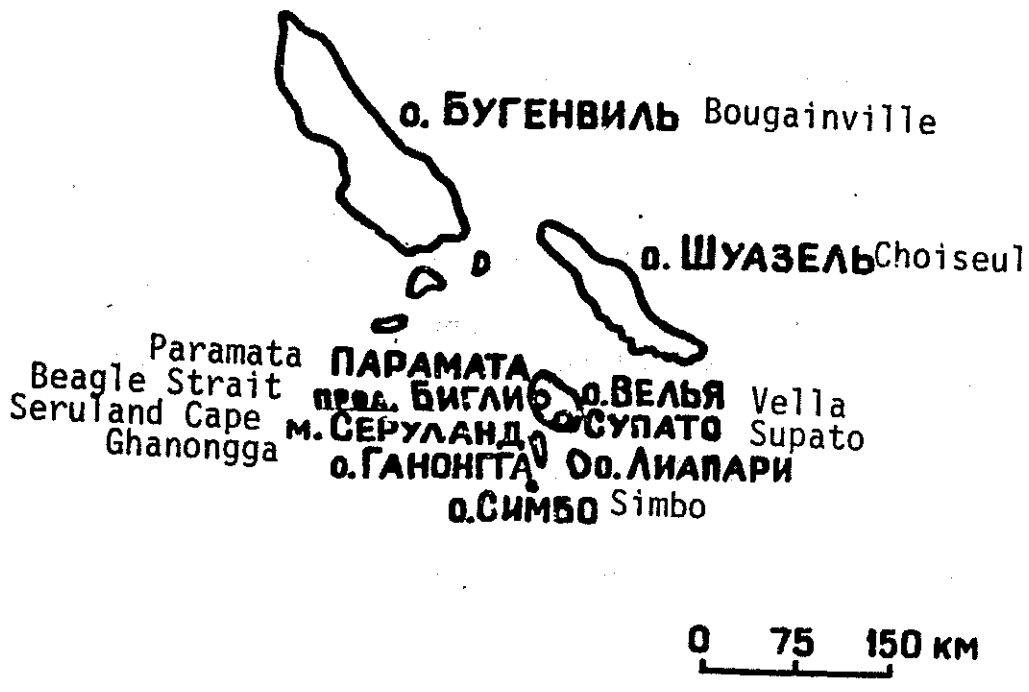 о. БУГЕНВИЛЬ Bougainville
о. ШУАЗЕЛЬ Choiseul
Paramata ПАРАМАТА
Beagle Strait прол. БИГЛИ о. ВЕЛЬЯ Vella
Seruland Cape м. СЕРУЛАНД СУПАТО Supato
Ghanongga о. ГАНОНГГА о. ЛИАПАРИ
о. СИМБО Simbo
0 75 150 км